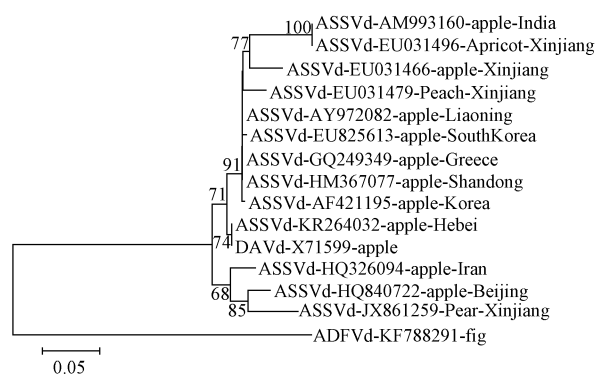 100 ASSVd-AM993160-apple-India
ASSVd-EU031496-Apricot-Xinjiang
77
ASSVd-EU031466-apple-Xinjiang
ASSVd-EU031479-Peach-Xinjiang
ASSVd-AY972082-apple-Liaoning
ASSVd-EU825613-apple-SouthKorea
ASSVd-GQ249349-apple-Greece
91
ASSVd-HM367077-apple-Shandong
ASSVd-AF421195-apple-Korea
71
ASSVd-KR264032-apple-Hebei
74 DAVd-X71599-apple
ASSVd-HQ326094-apple-Iran
68 ASSVd-HQ840722-apple-Beijing
85 ASSVd-JX861259-Pear-Xinjiang
ADFVd-KF788291-fig
0.05